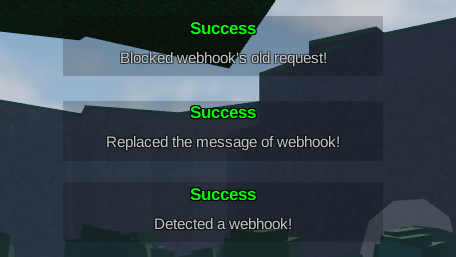 Success
Blocked webhook's old request!
Success
Replaced the message of webhook!
Success
Detected a webhook!